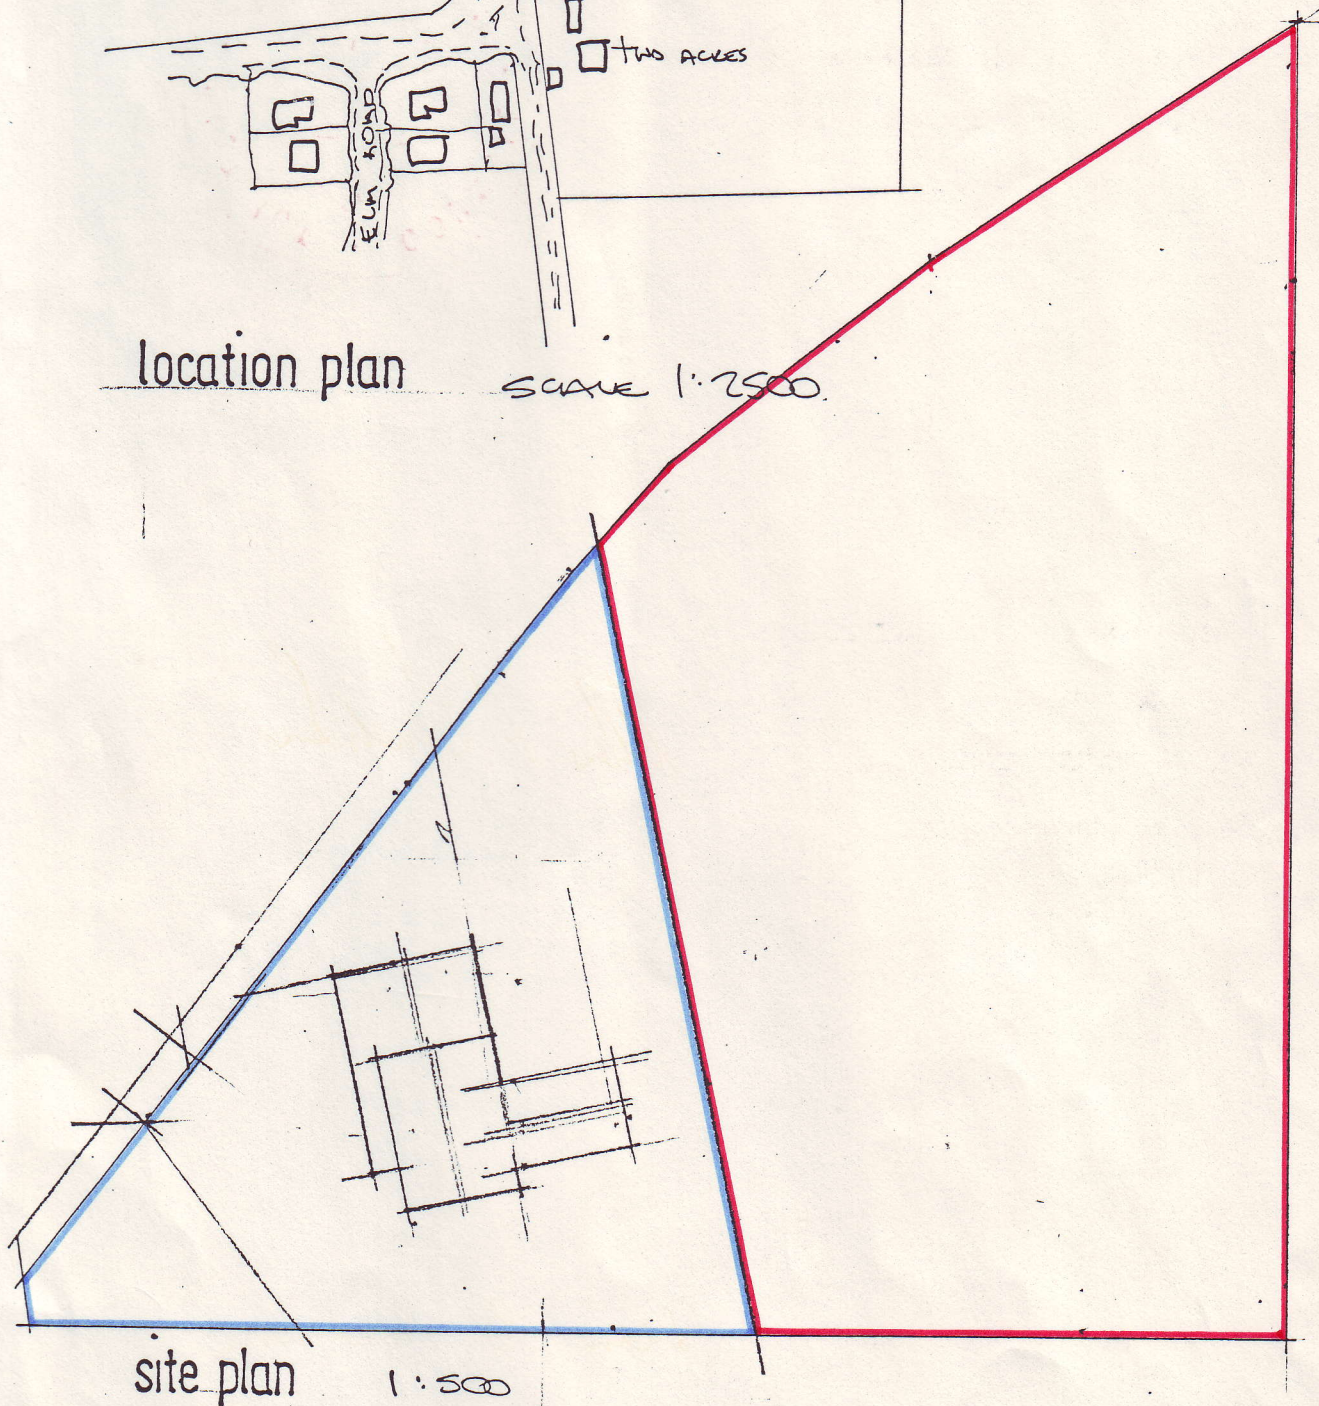 TWO ACRES
ELM ROAD
location plan
SCALE 1:2500
site plan
1:500